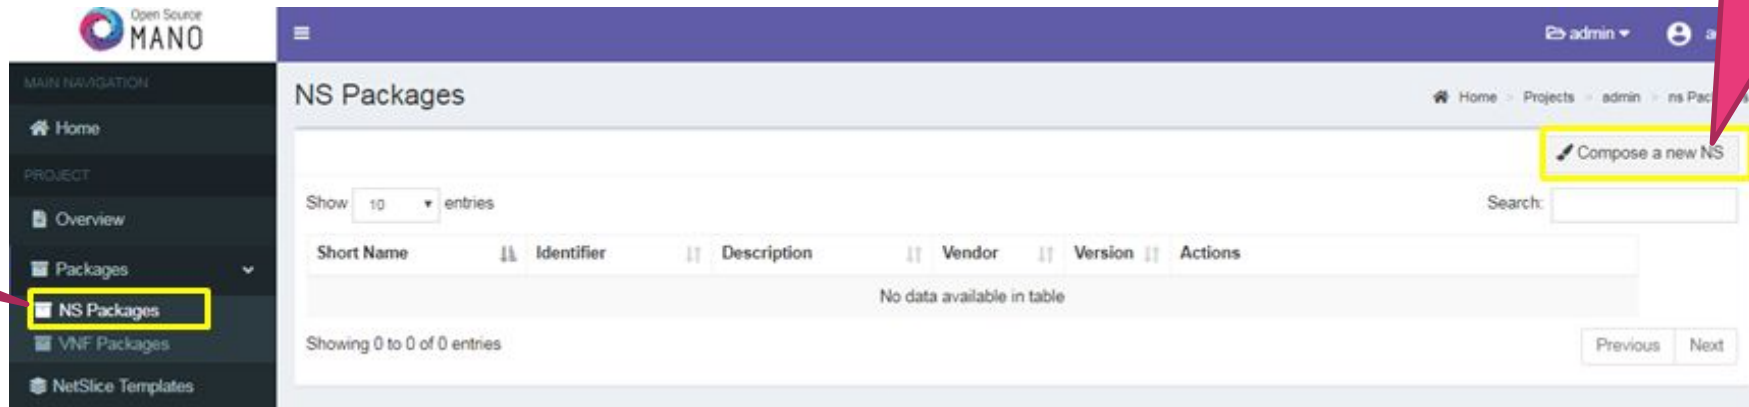 Open Source
MANO
admin
MAIN NAVIGATION
NS Packages
Home > Projects > admin > ns Pac
Home
Compose a new NS
PROJECT
Show 10 entries
Search:
Overview
Short Name Identifier Description Vendor Version Actions
Packages
No data available in table
NS Packages
VNF Packages
Showing 0 to 0 of 0 entries
Previous Next
NetSlice Templates